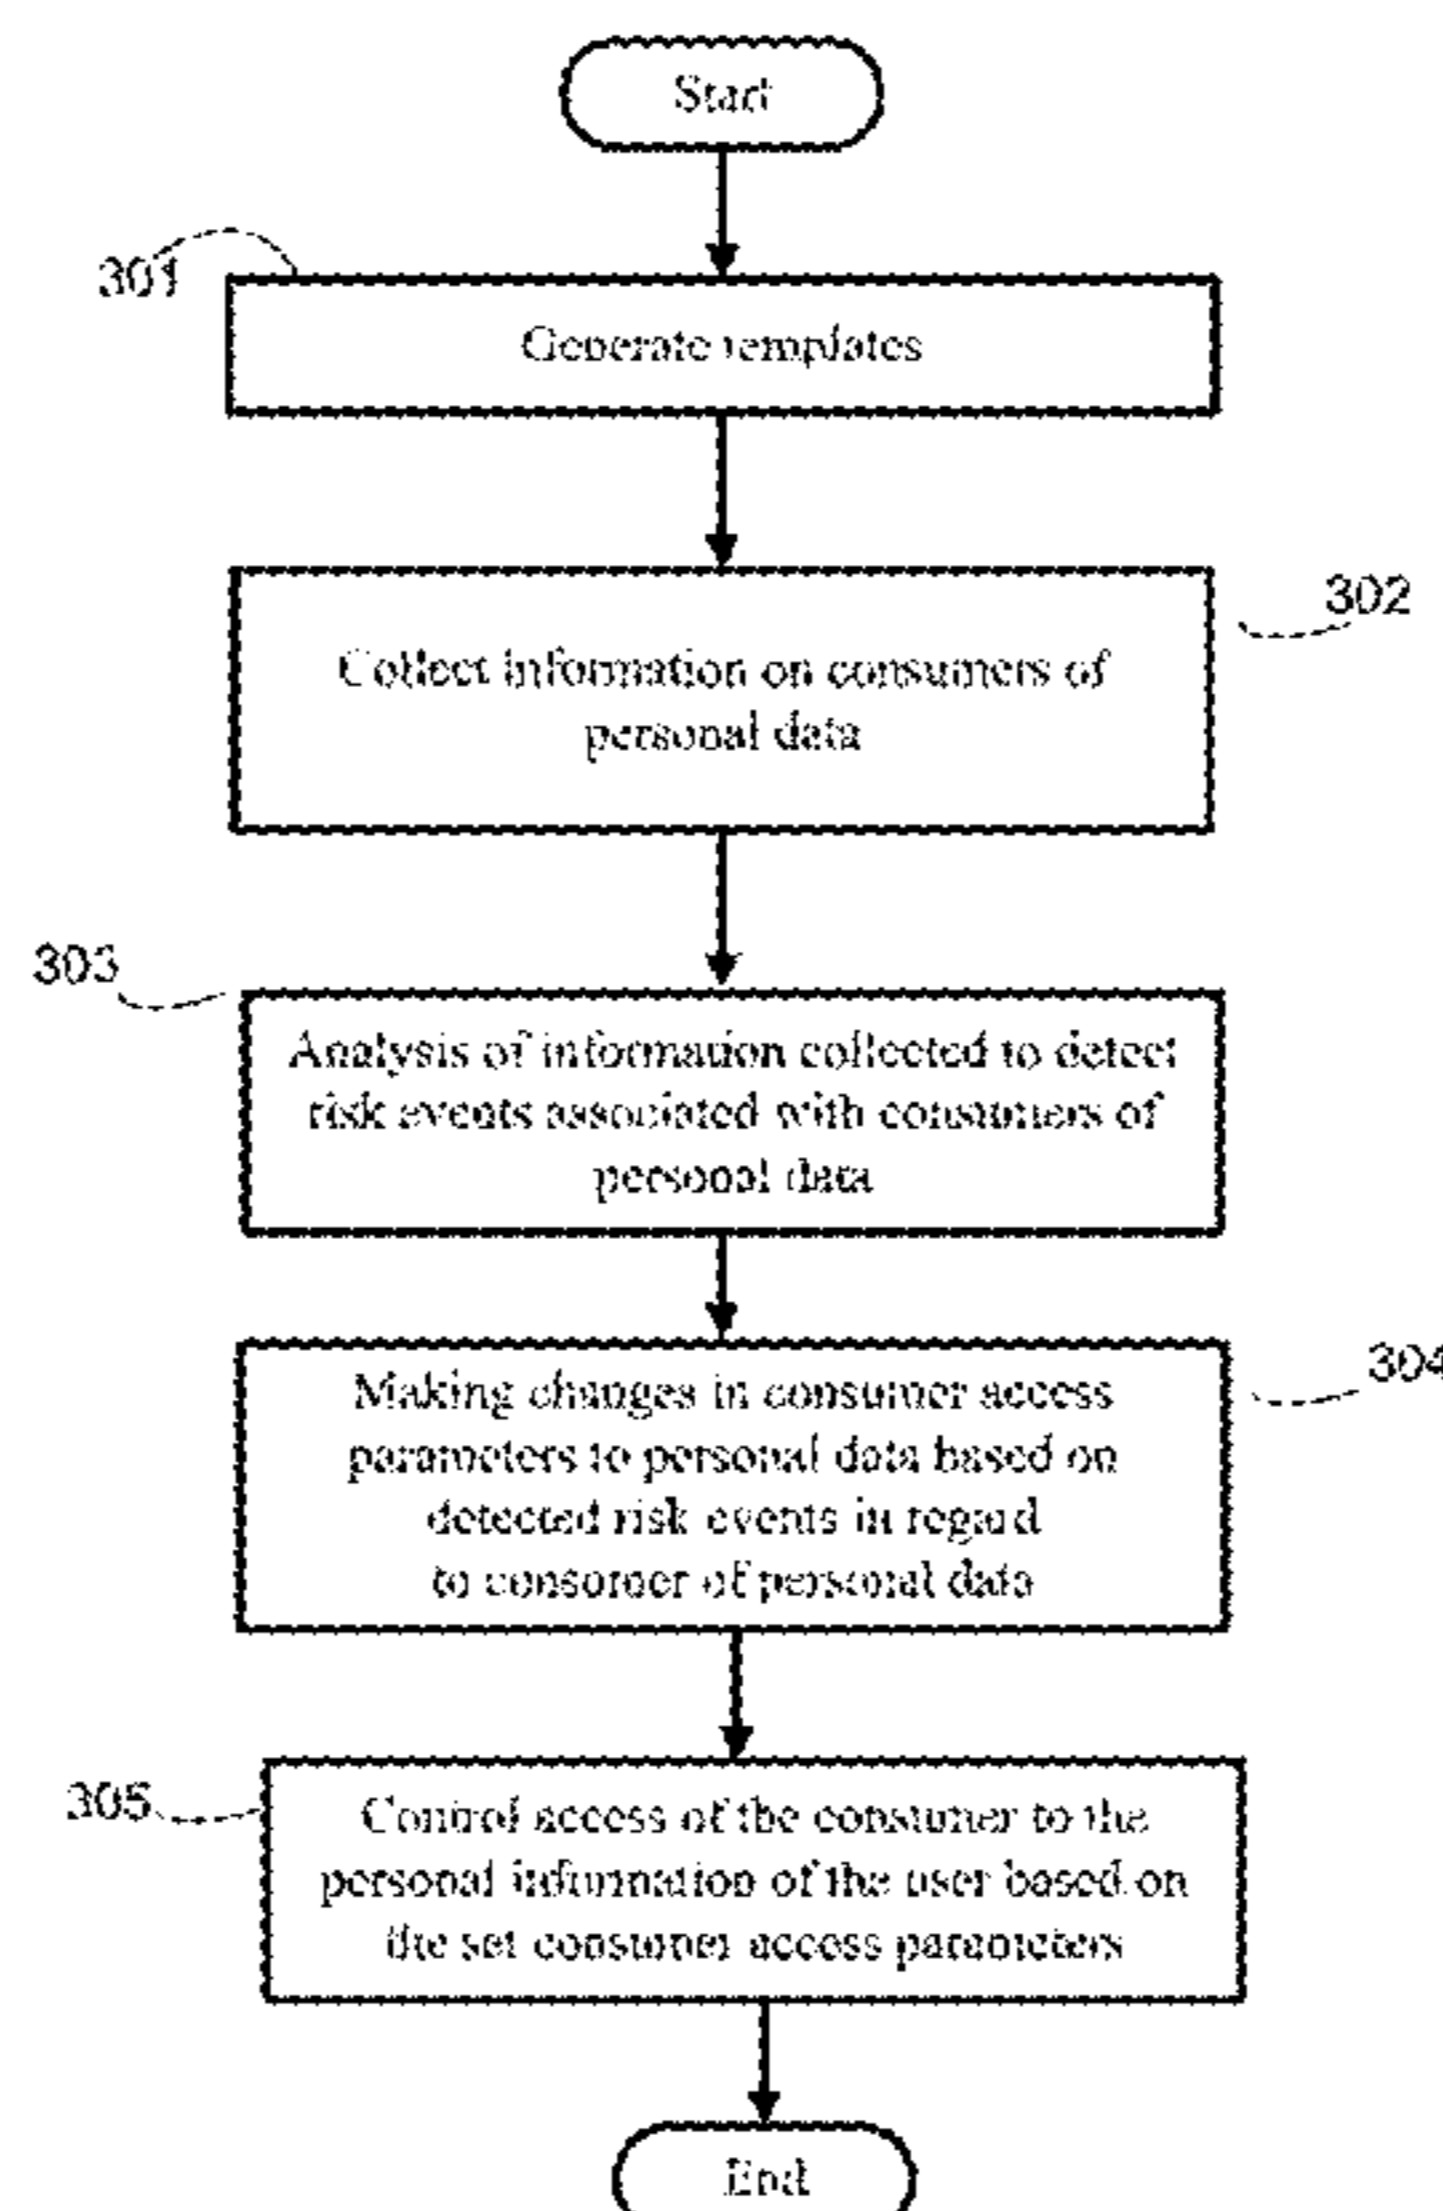 Start
301
Generate templates
302
Collect information on consumers of
personal data
303
Analysis of information collected to detect
risk events associated with consumers of
personal data
304
Making changes in consumer access
parameters to personal data based on
detected risk events in regard
to consumer of personal data
305
Control access of the consumer to the
personal information of the user based on
the set consumer access parameters
End